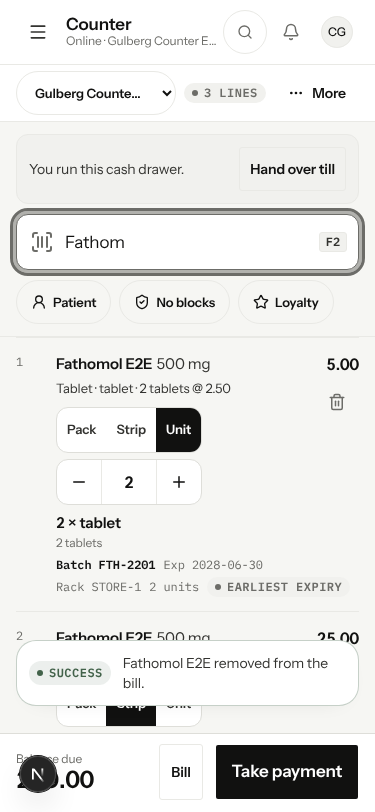 Counter
Online · Gulberg Counter E...
CG
Gulberg Counte...
3 LINES
More
You run this cash drawer.
Hand over till
Fathom
F2
Patient
No blocks
Loyalty
1
Fathomol E2E 500 mg
5.00
Tablet · tablet · 2 tablets @ 2.50
Pack
Strip
Unit
2
2 × tablet
2 tablets
Batch FTH-2201 Exp 2028-06-30
Rack STORE-1 2 units
EARLIEST EXPIRY
2
Fathomol E2E 500 mg
25.00
SUCCESS
Fathomol E2E removed from the
bill.
Pack
Strip
Unit
N
Bill
Take payment